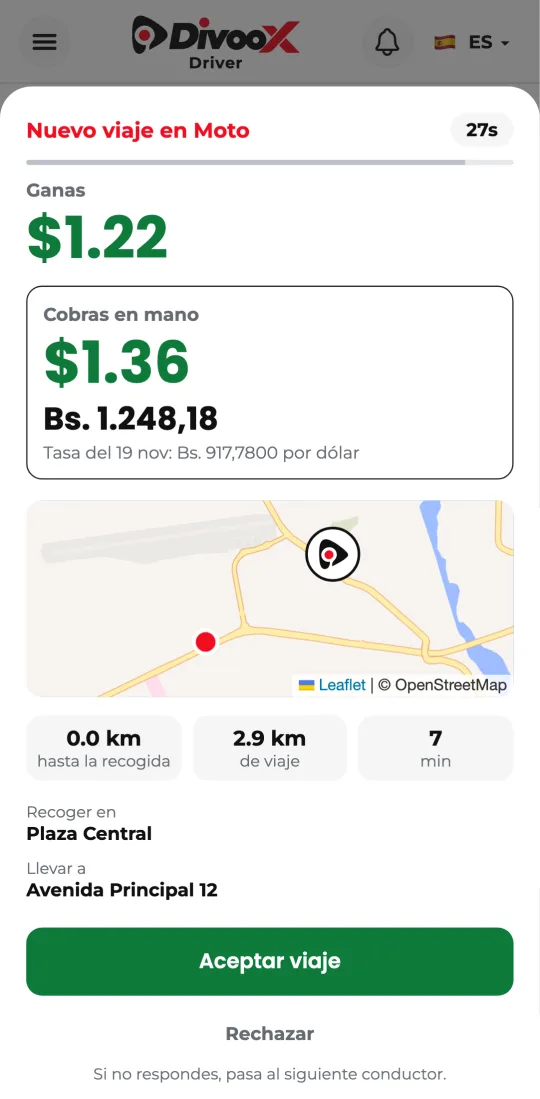 DivooX
Driver
ES
Nuevo viaje en Moto
27s
Ganas
$1.22
Cobras en mano
$1.36
Bs. 1.248,18
Tasa del 19 nov: Bs. 917,7800 por dólar
Leaflet | © OpenStreetMap
0.0 km
hasta la recogida
2.9 km
de viaje
7
min
Recoger en
Plaza Central
Llevar a
Avenida Principal 12
Aceptar viaje
Rechazar
Si no respondes, pasa al siguiente conductor.